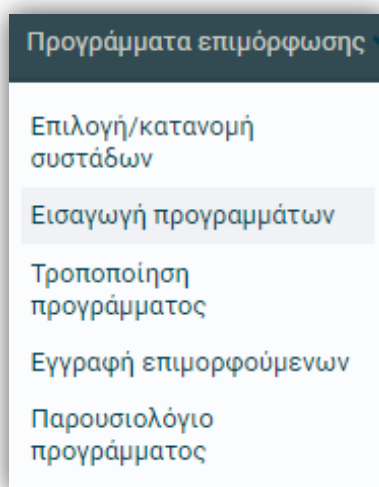 Προγράμματα επιμόρφωσης
Επιλογή/κατανομή
συστάδων
Εισαγωγή προγραμμάτων
Τροποποίηση
προγράμματος
Εγγραφή επιμορφούμενων
Παρουσιολόγιο
προγράμματος